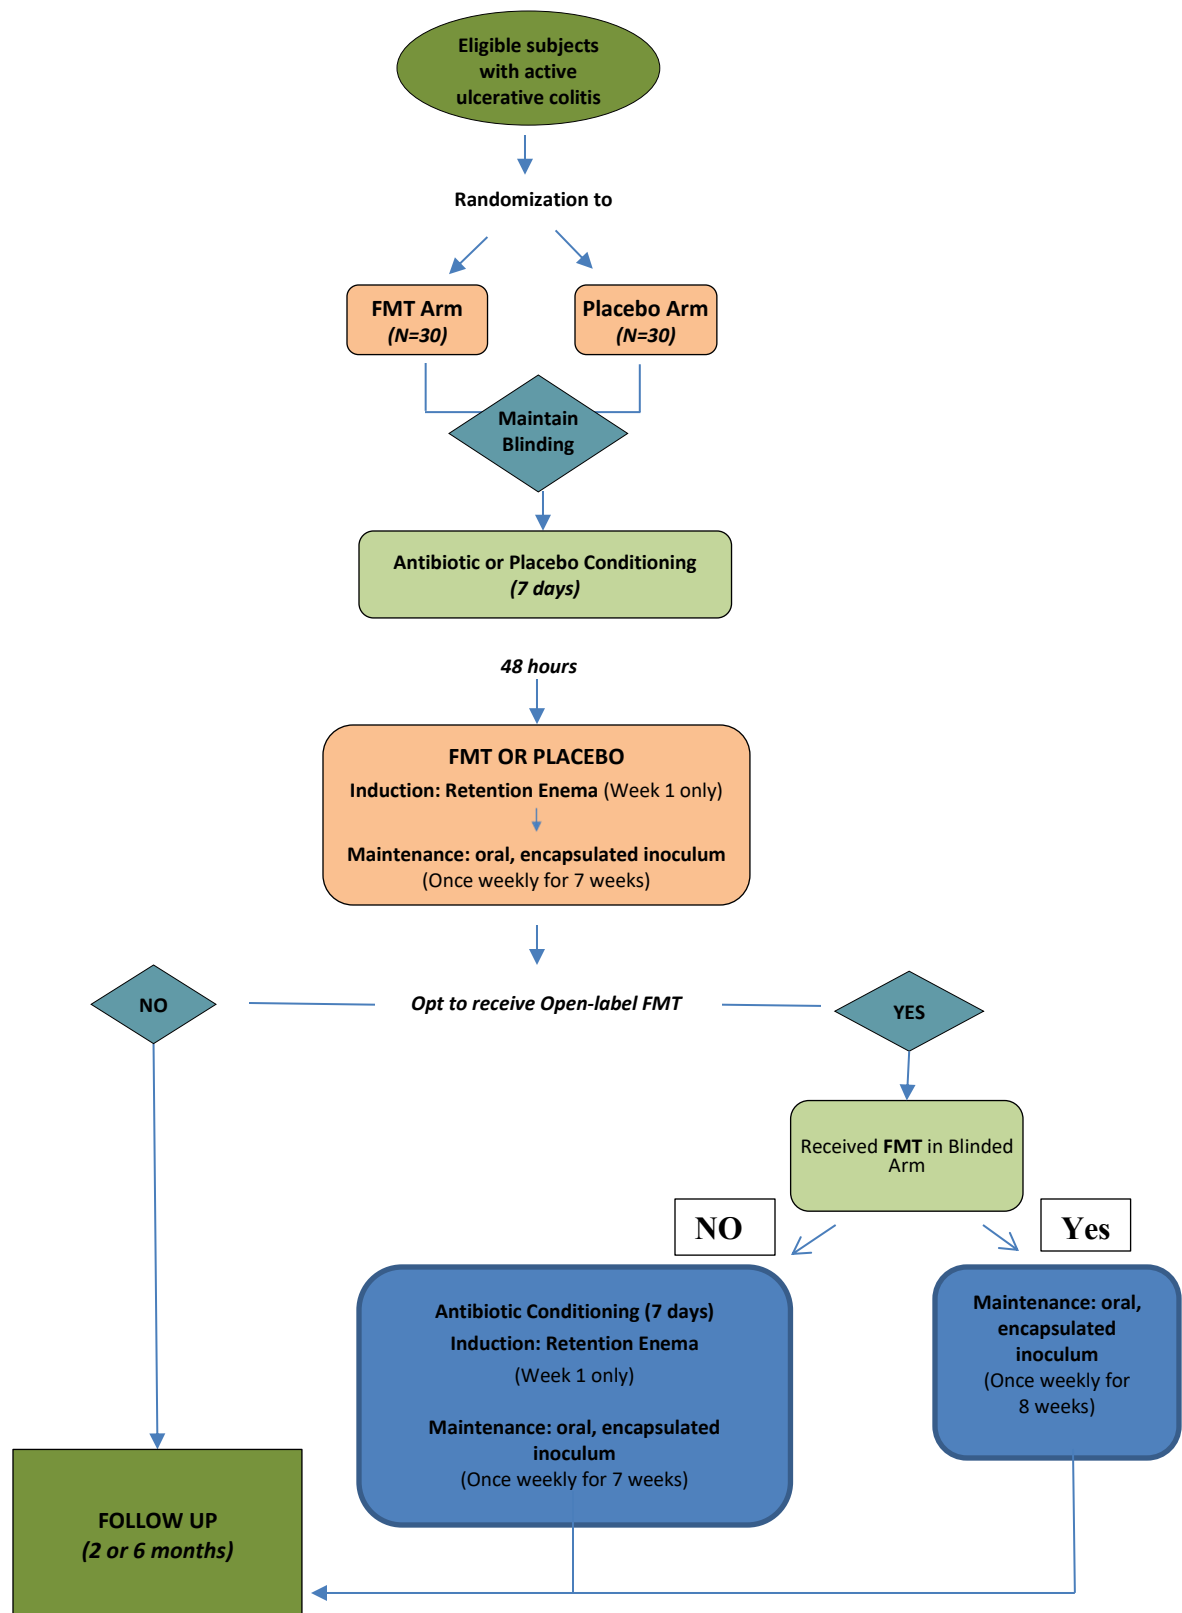 Eligible subjects
with active
ulcerative colitis
Randomization to
FMT Arm
(N=30)
Placebo Arm
(N=30)
Maintain
Blinding
Antibiotic or Placebo Conditioning
(7 days)
48 hours
FMT OR PLACEBO
Induction: Retention Enema (Week 1 only)
Maintenance: oral, encapsulated inoculum
(Once weekly for 7 weeks)
NO
Opt to receive Open-label FMT
YES
Received FMT in Blinded
Arm
NO
Yes
Antibiotic Conditioning (7 days)
Induction: Retention Enema
(Week 1 only)
Maintenance: oral, encapsulated
inoculum
(Once weekly for 7 weeks)
Maintenance: oral,
encapsulated
inoculum
(Once weekly for
8 weeks)
FOLLOW UP
(2 or 6 months)